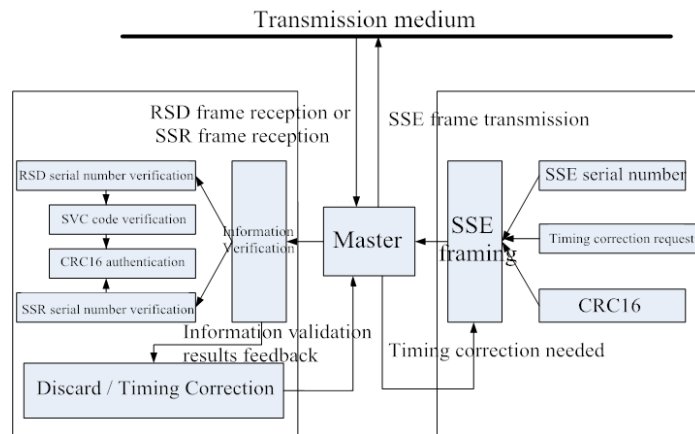 Transmission medium
RSD frame reception or
SSR frame reception
SSE frame transmission
RSD serial number verification
SVC code verification
CRC16 authentication
SSR serial number verification
Information
Verification
Master
SSE
framing
SSE serial number
Timing correction request
CRC16
Information validation
results feedback
Timing correction needed
Discard / Timing Correction